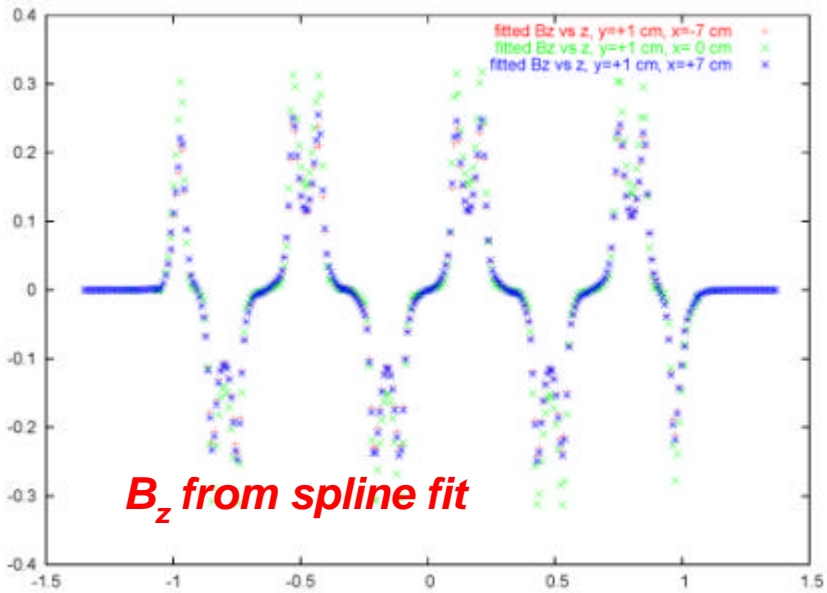 0.4
fitted Bz vs z, y=+1 cm, x=-7 cm
fitted Bz vs z, y=+1 cm, x= 0 cm
fitted Bz vs z, y=+1 cm, x=+7 cm
0.3
0.2
0.1
0
-0.1
-0.2
-0.3
-0.4
Bz from spline fit
-1.5 -1 -0.5 0 0.5 1 1.5